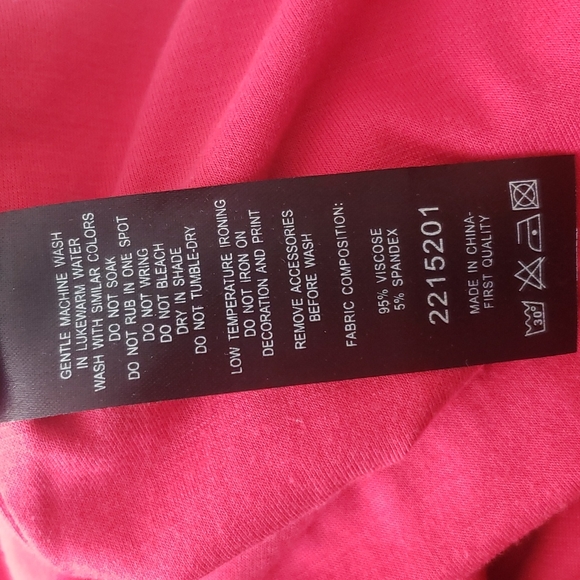 GENTLE MACHINE WASH
IN LUKEWARM WATER
WASH WITH SIMILAR COLORS
DO NOT SOAK
DO NOT RUB IN ONE SPOT
DO NOT WRING
DO NOT BLEACH
DRY IN SHADE
DO NOT TUMBLE-DRY
LOW TEMPERATURE IRONING
DO NOT IRON ON
DECORATION AND PRINT
REMOVE ACCESSORIES
BEFORE WASH
FABRIC COMPOSITION:
95% VISCOSE
5% SPANDEX
2215201
MADE IN CHINA-
FIRST QUALITY
30°